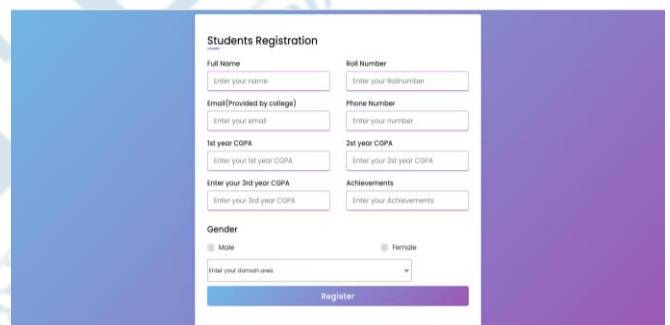 Students Registration
Full Name Roll Number
Enter your name Enter your Rollnumber
Email(Provided by college) Phone Number
Enter your email Enter your number
1st year CGPA 2st year CGPA
Enter your 1st year CGPA Enter your 2st year CGPA
Enter your 3rd year CGPA Achievements
Enter your 3rd year CGPA Enter your Achievements
Gender
Male Female
Enter your domain area
Register